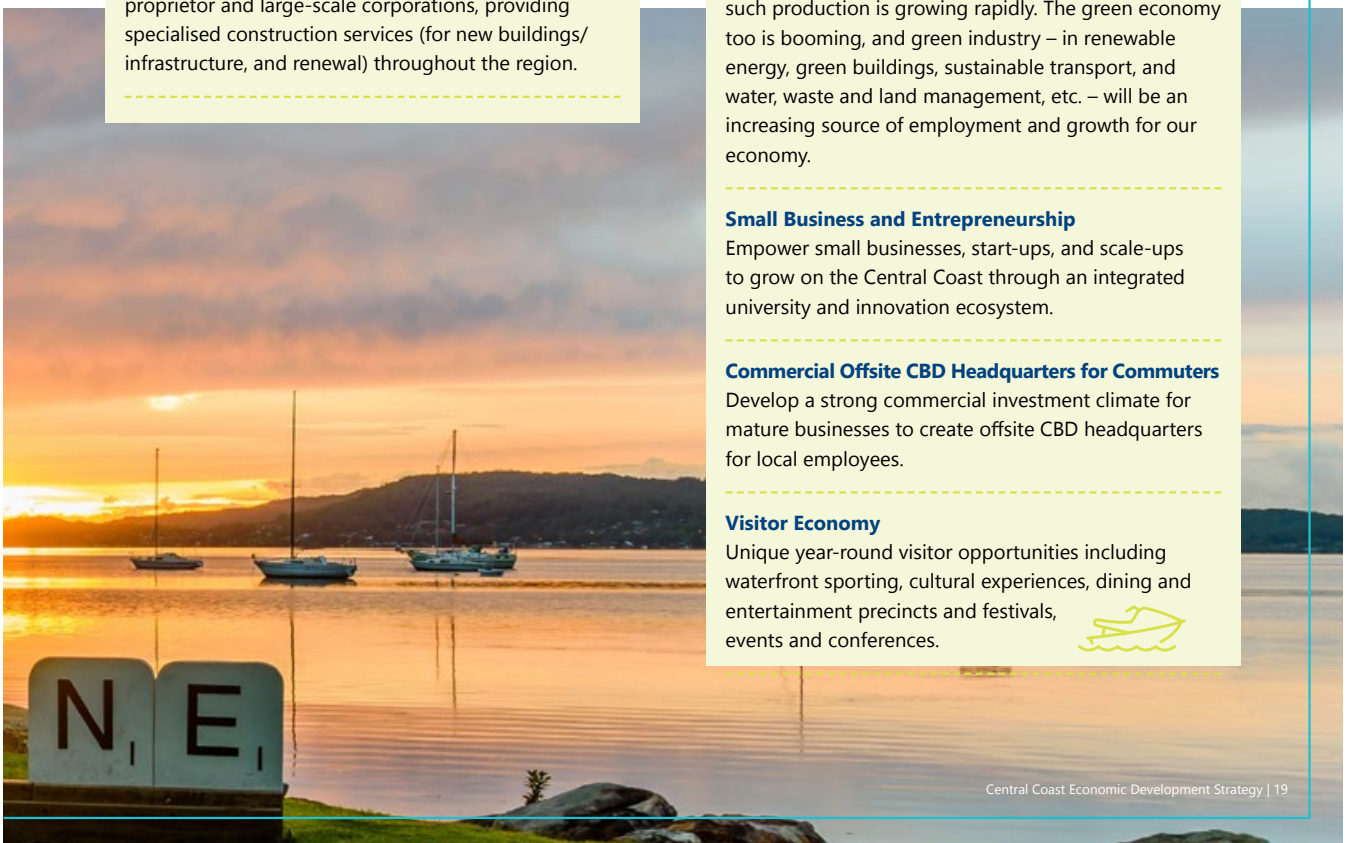 proprietor and large-scale corporations, providing
specialised construction services (for new buildings/
infrastructure, and renewal) throughout the region.
such production is growing rapidly. The green economy
too is booming, and green industry – in renewable
energy, green buildings, sustainable transport, and
water, waste and land management, etc. – will be an
increasing source of employment and growth for our
economy.
Small Business and Entrepreneurship
Empower small businesses, start-ups, and scale-ups
to grow on the Central Coast through an integrated
university and innovation ecosystem.
Commercial Offsite CBD Headquarters for Commuters
Develop a strong commercial investment climate for
mature businesses to create offsite CBD headquarters
for local employees.
Visitor Economy
Unique year-round visitor opportunities including
waterfront sporting, cultural experiences, dining and
entertainment precincts and festivals,
events and conferences.
N1 E1
Central Coast Economic Development Strategy | 19